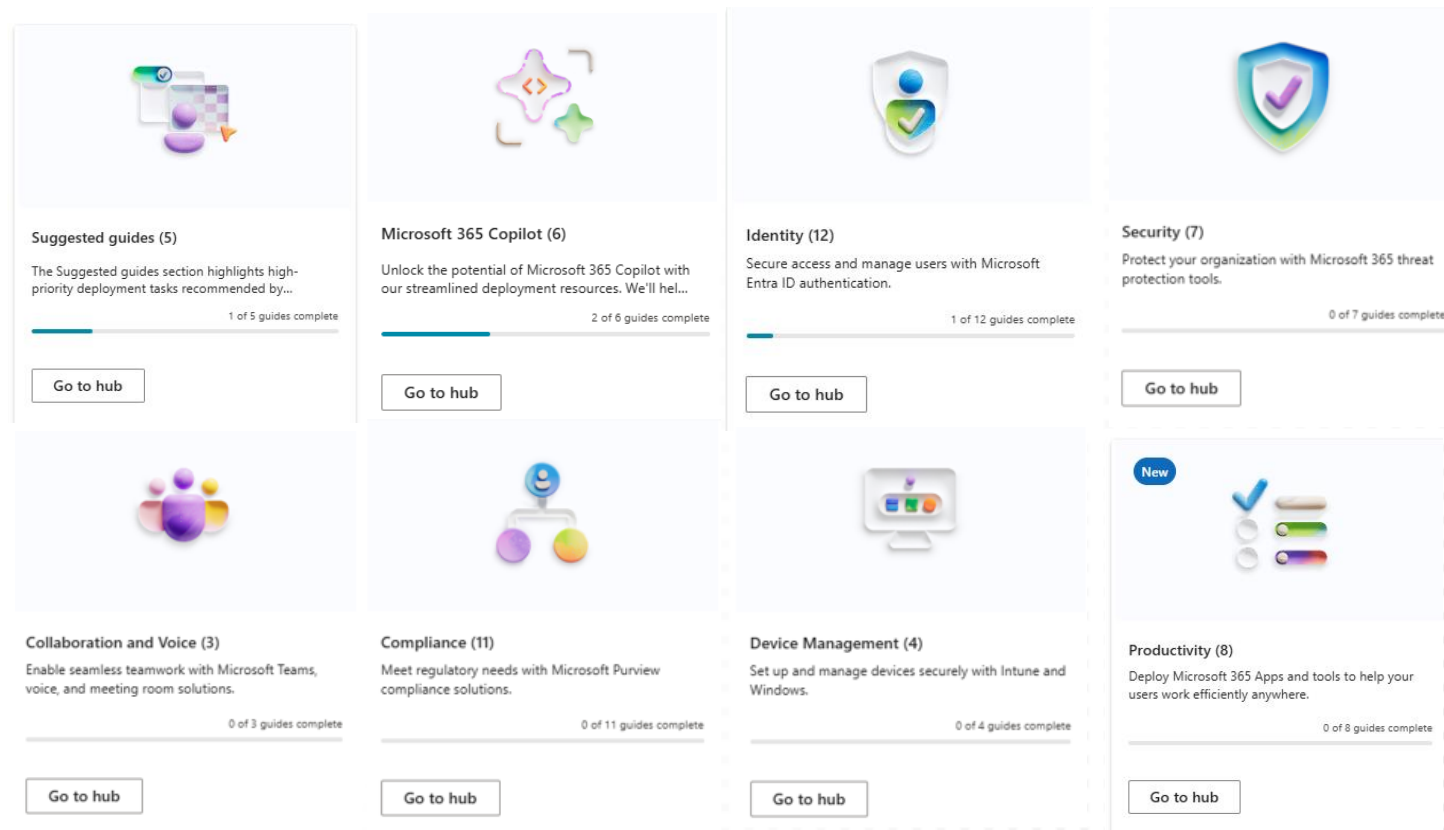 Suggested guides (5)
The Suggested guides section highlights high-
priority deployment tasks recommended by...
1 of 5 guides complete
Go to hub
Microsoft 365 Copilot (6)
Unlock the potential of Microsoft 365 Copilot with
our streamlined deployment resources. We'll hel...
2 of 6 guides complete
Go to hub
Identity (12)
Secure access and manage users with Microsoft
Entra ID authentication.
1 of 12 guides complete
Go to hub
Security (7)
Protect your organization with Microsoft 365 threat
protection tools.
0 of 7 guides complete
Go to hub
Collaboration and Voice (3)
Enable seamless teamwork with Microsoft Teams,
voice, and meeting room solutions.
0 of 3 guides complete
Go to hub
Compliance (11)
Meet regulatory needs with Microsoft Purview
compliance solutions.
0 of 11 guides complete
Go to hub
Device Management (4)
Set up and manage devices securely with Intune and
Windows.
0 of 4 guides complete
Go to hub
New
Productivity (8)
Deploy Microsoft 365 Apps and tools to help your
users work efficiently anywhere.
0 of 8 guides complete
Go to hub